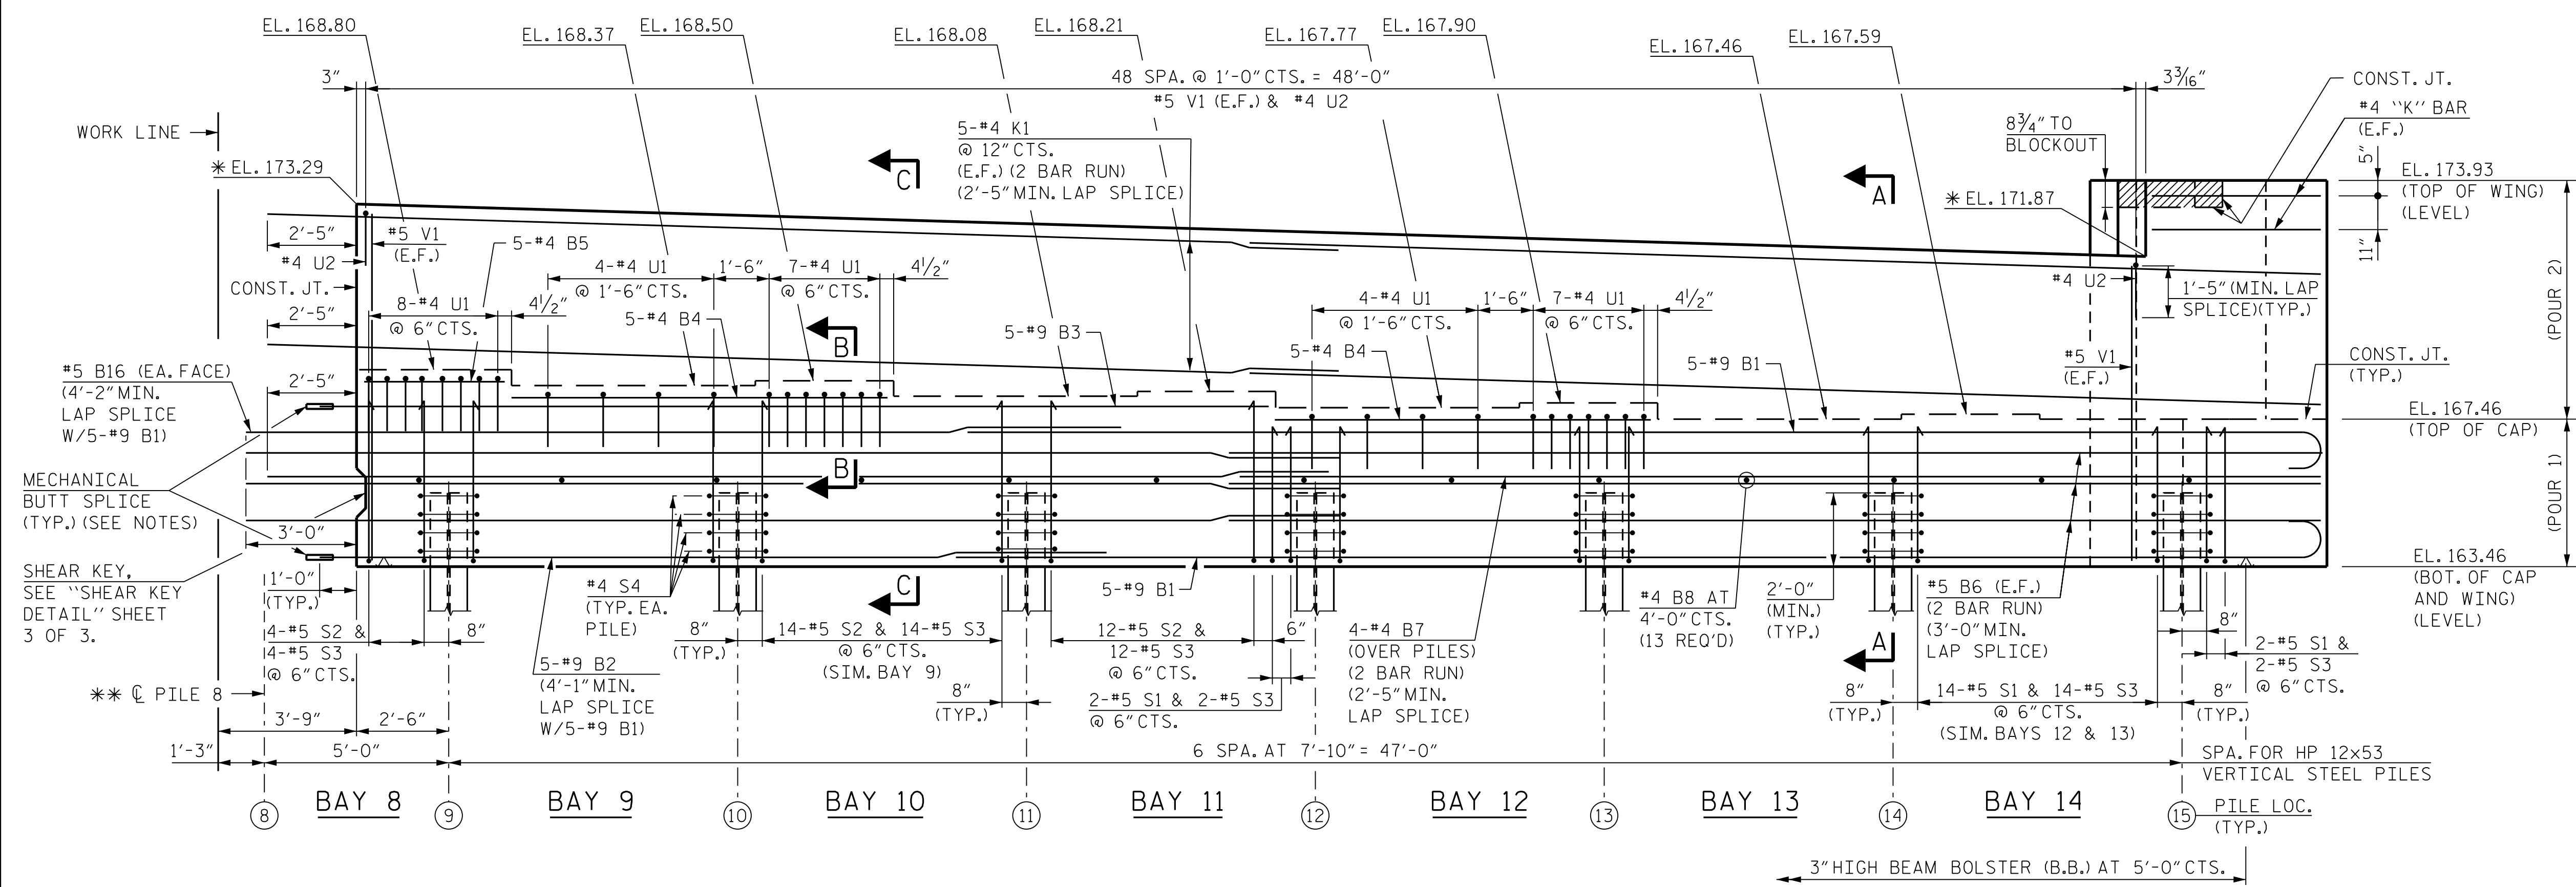 EL. 168.80
EL. 168.37
EL. 168.50
EL. 168.08
EL. 168.21
EL. 167.77
EL. 167.90
EL. 167.46
EL. 167.59
3"
48 SPA. @ 1'-0" CTS. = 48'-0"
#5 V1 (E.F.) & #4 U2
3 3/16"
CONST. JT.
#4 "K" BAR
(E.F.)
WORK LINE
5-#4 K1
@ 12" CTS.
(E.F.) (2 BAR RUN)
(2'-5" MIN. LAP SPLICE)
C
A
8 3/4" TO
BLOCKOUT
5"
EL. 173.93
(TOP OF WING)
(LEVEL)
11"
* EL. 173.29
* EL. 171.87
2'-5"
#5 V1
(E.F.)
5-#4 B5
#4 U2
CONST. JT.
4-#4 U1
@ 1'-6" CTS.
1'-6"
7-#4 U1
@ 6" CTS.
4 1/2"
8-#4 U1
@ 6" CTS.
4 1/2"
2'-5"
5-#4 B4
B
5-#9 B3
4-#4 U1
@ 1'-6" CTS.
1'-6"
7-#4 U1
@ 6" CTS.
4 1/2"
5-#4 B4
5-#9 B1
#4 U2
1'-5" (MIN. LAP
SPLICE)(TYP.)
(POUR 2)
#5 V1
(E.F.)
CONST. JT.
(TYP.)
#5 B16 (EA. FACE)
(4'-2" MIN.
LAP SPLICE
W/5-#9 B1)
2'-5"
EL. 167.46
(TOP OF CAP)
(POUR 1)
MECHANICAL
BUTT SPLICE
(TYP.) (SEE NOTES)
B
3'-0"
SHEAR KEY,
SEE "SHEAR KEY
DETAIL" SHEET
3 OF 3.
1'-0"
(TYP.)
EL. 163.46
(BOT. OF CAP
AND WING)
(LEVEL)
#4 S4
(TYP. EA.
PILE)
C
5-#9 B1
#4 B8 AT
4'-0" CTS.
(13 REQ'D)
2'-0"
(MIN.)
(TYP.)
#5 B6 (E.F.)
(2 BAR RUN)
(3'-0" MIN.
LAP SPLICE)
A
4-#5 S2 &
4-#5 S3
@ 6" CTS.
8"
5-#9 B2
(4'-1" MIN.
LAP SPLICE
W/5-#9 B1)
8"
(TYP.)
14-#5 S2 & 14-#5 S3
@ 6" CTS.
(SIM. BAY 9)
8"
(TYP.)
12-#5 S2 &
12-#5 S3
@ 6" CTS.
6"
2-#5 S1 & 2-#5 S3
@ 6" CTS.
4-#4 B7
(OVER PILES)
(2 BAR RUN)
(2'-5" MIN.
LAP SPLICE)
8"
(TYP.)
14-#5 S1 & 14-#5 S3
@ 6" CTS.
(SIM. BAYS 12 & 13)
8"
(TYP.)
8"
2-#5 S1 &
2-#5 S3
@ 6" CTS.
** ℄ PILE 8
3'-9"
2'-6"
1'-3"
5'-0"
6 SPA. AT 7'-10" = 47'-0"
SPA. FOR HP 12x53
VERTICAL STEEL PILES
BAY 8
BAY 9
BAY 10
BAY 11
BAY 12
BAY 13
BAY 14
8
9
10
11
12
13
14
15
PILE LOC.
(TYP.)
3" HIGH BEAM BOLSTER (B.B.) AT 5'-0" CTS.